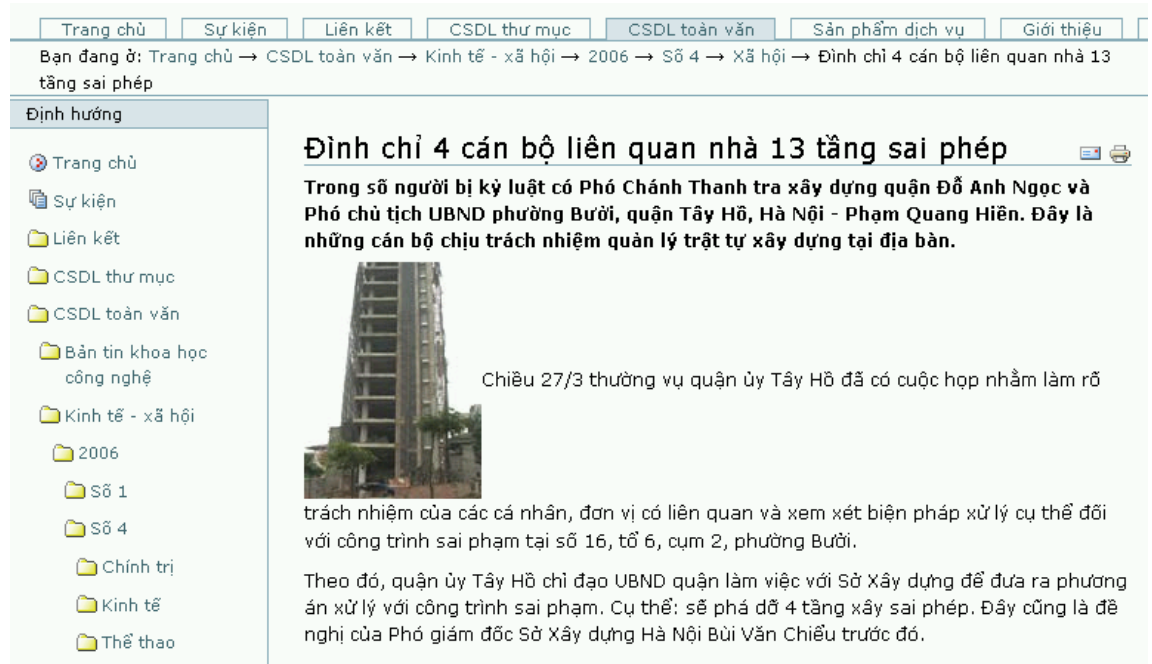 Trang chủ Sự kiện Liên kết CSDL thư mục CSDL toàn văn Sản phẩm dịch vụ Giới thiệu
Bạn đang ở: Trang chủ → CSDL toàn văn → Kinh tế - xã hội → 2006 → Số 4 → Xã hội → Đình chỉ 4 cán bộ liên quan nhà 13
tầng sai phép
Định hướng
Trang chủ
Sự kiện
Liên kết
CSDL thư mục
CSDL toàn văn
Bản tin khoa học
công nghệ
Kinh tế - xã hội
2006
Số 1
Số 4
Chính trị
Kinh tế
Thể thao
Đình chỉ 4 cán bộ liên quan nhà 13 tầng sai phép
Trong số người bị kỷ luật có Phó Chánh Thanh tra xây dựng quận Đỗ Anh Ngọc và
Phó chủ tịch UBND phường Bưởi, quận Tây Hồ, Hà Nội - Phạm Quang Hiền. Đây là
những cán bộ chịu trách nhiệm quản lý trật tự xây dựng tại địa bàn.
Chiều 27/3 thường vụ quận ủy Tây Hồ đã có cuộc họp nhằm làm rõ
trách nhiệm của các cá nhân, đơn vị có liên quan và xem xét biện pháp xử lý cụ thể đối
với công trình sai phạm tại số 16, tổ 6, cụm 2, phường Bưởi.
Theo đó, quận ủy Tây Hồ chỉ đạo UBND quận làm việc với Sở Xây dựng để đưa ra phương
án xử lý với công trình sai phạm. Cụ thể: sẽ phá dỡ 4 tầng xây sai phép. Đây cũng là đề
nghị của Phó giám đốc Sở Xây dựng Hà Nội Bùi Văn Chiểu trước đó.